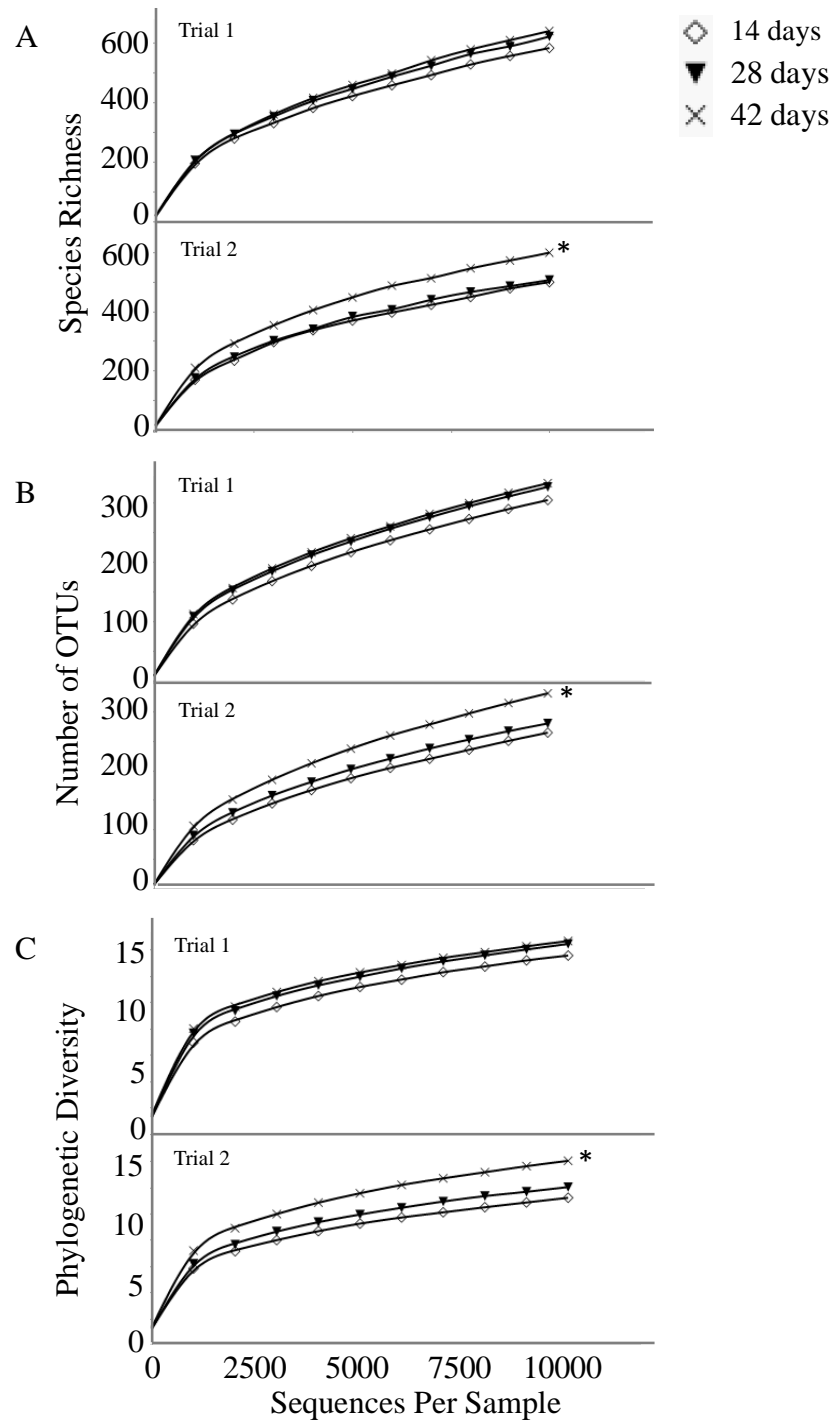 A
Trial 1
600
400
200
0
Species Richness
Trial 2
*
600
400
200
0
14 days
28 days
42 days
B
Trial 1
300
200
100
0
Number of OTUs
Trial 2
*
300
200
100
0
C
Trial 1
15
10
5
0
Phylogenetic Diversity
Trial 2
*
15
10
5
0
0 2500 5000 7500 10000
Sequences Per Sample